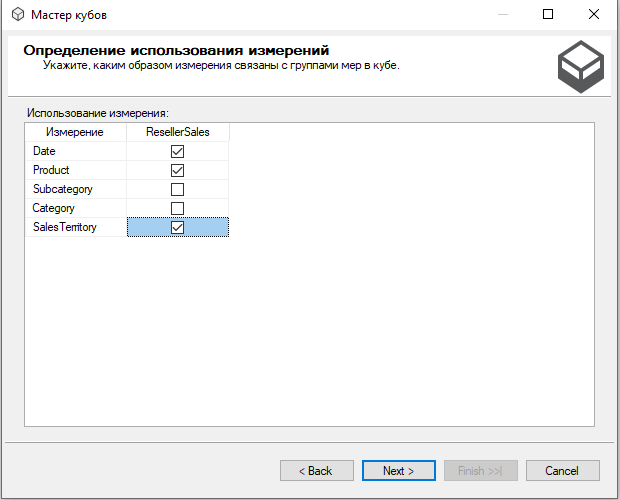 Мастер кубов
Определение использования измерений
Укажите, каким образом измерения связаны с группами мер в кубе.
Использование измерения:
Измерение ResellerSales
Date
Product
Subcategory
Category
SalesTerritory
< Back Next > Finish >>| Cancel